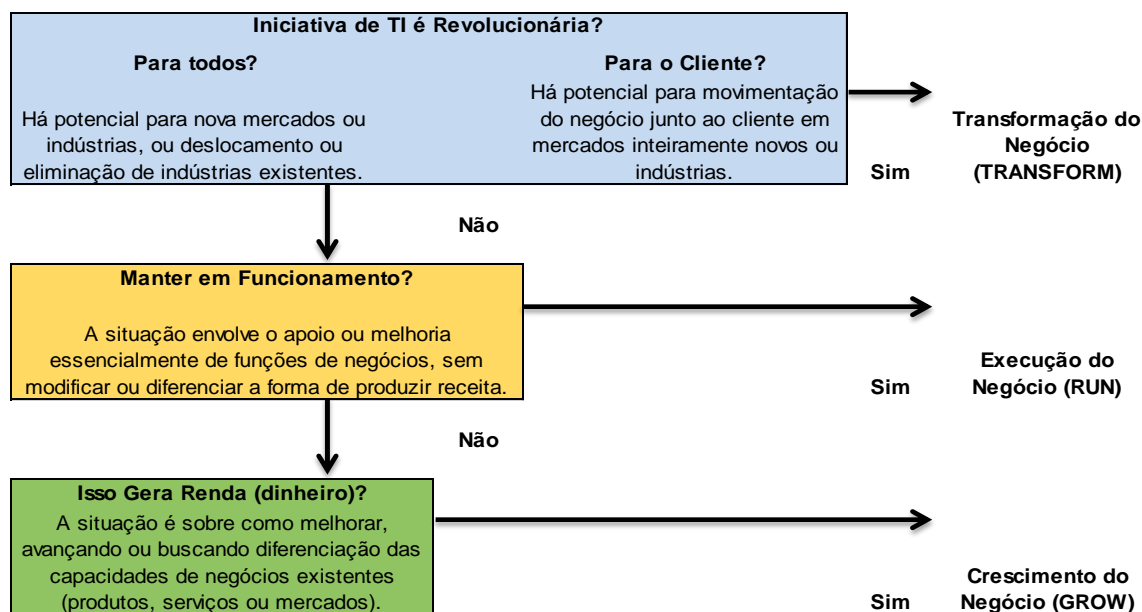 Iniciativa de TI é Revolucionária?
Para todos?
Há potencial para nova mercados ou
indústrias, ou deslocamento ou
eliminação de indústrias existentes.
Para o Cliente?
Há potencial para movimentação
do negócio junto ao cliente em
mercados inteiramente novos ou
indústrias.
Sim
Transformação do
Negócio
(TRANSFORM)
Não
Manter em Funcionamento?
A situação envolve o apoio ou melhoria
essencialmente de funções de negócios, sem
modificar ou diferenciar a forma de produzir receita.
Sim
Execução do
Negócio (RUN)
Não
Isso Gera Renda (dinheiro)?
A situação é sobre como melhorar,
avançando ou buscando diferenciação das
capacidades de negócios existentes
(produtos, serviços ou mercados).
Sim
Crescimento do
Negócio (GROW)